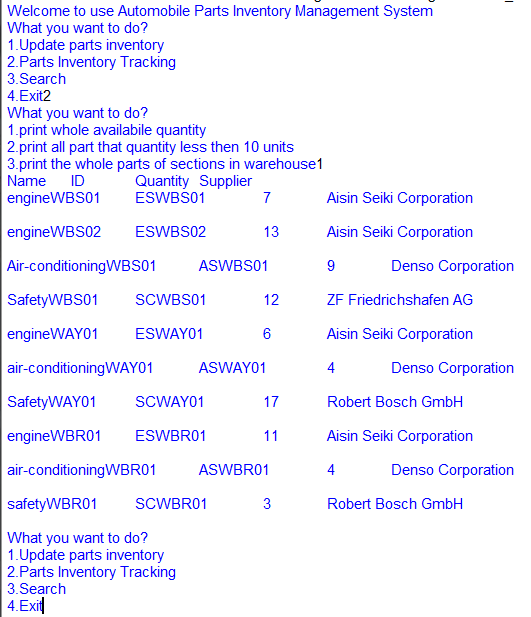 Welcome to use Automobile Parts Inventory Management System
What you want to do?
1.Update parts inventory
2.Parts Inventory Tracking
3.Search
4.Exit2
What you want to do?
1.print whole availabile quantity
2.print all part that quantity less then 10 units
3.print the whole parts of sections in warehouse1
Name ID Quantity Supplier
engineWBS01 ESWBS01 7 Aisin Seiki Corporation
engineWBS02 ESWBS02 13 Aisin Seiki Corporation
Air-conditioningWBS01 ASWBS01 9 Denso Corporation
SafetyWBS01 SCWBS01 12 ZF Friedrichshafen AG
engineWAY01 ESWAY01 6 Aisin Seiki Corporation
air-conditioningWAY01 ASWAY01 4 Denso Corporation
SafetyWAY01 SCWAY01 17 Robert Bosch GmbH
engineWBR01 ESWBR01 11 Aisin Seiki Corporation
air-conditioningWBR01 ASWBR01 4 Denso Corporation
safetyWBR01 SCWBR01 3 Robert Bosch GmbH
What you want to do?
1.Update parts inventory
2.Parts Inventory Tracking
3.Search
4.Exit